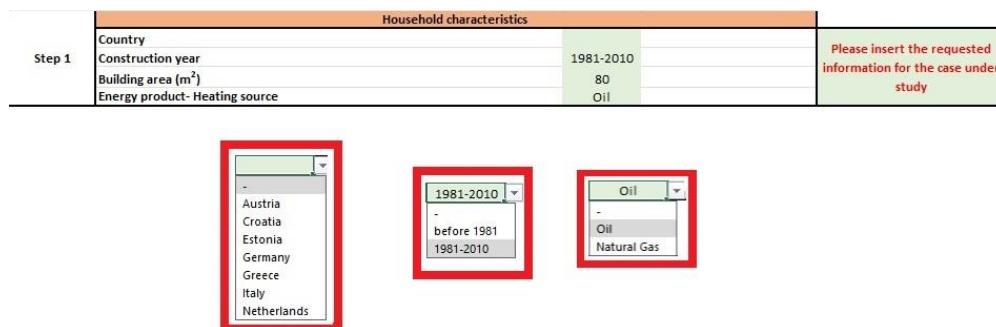 Household characteristics
Step 1
Country
Construction year 1981-2010
Building area (m²) 80
Energy product- Heating source Oil
Please insert the requested
information for the case under
study
-
Austria
Croatia
Estonia
Germany
Greece
Italy
Netherlands
1981-2010
-
before 1981
1981-2010
Oil
-
Oil
Natural Gas